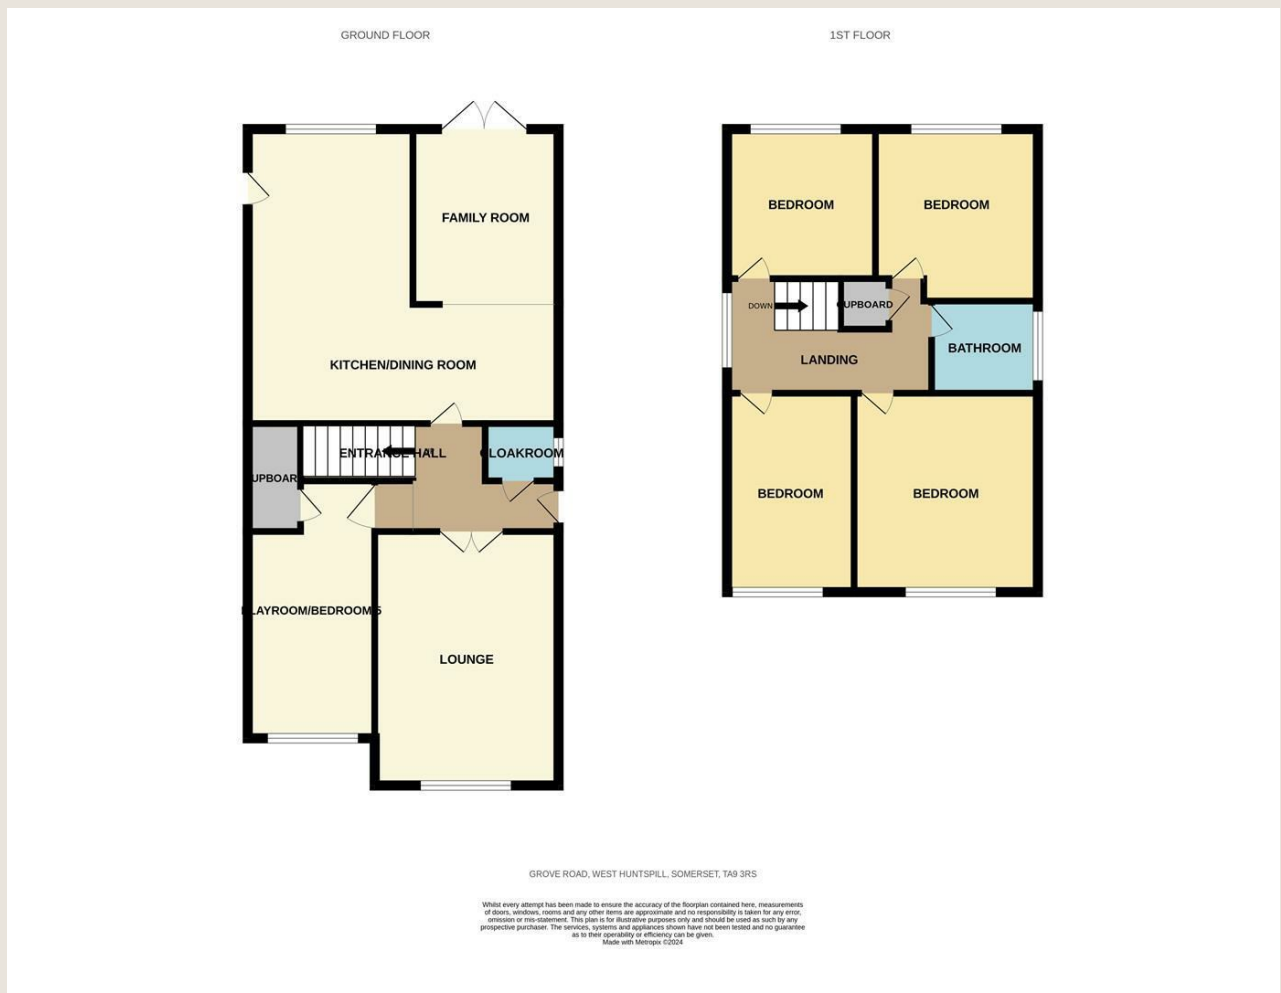 GROUND FLOOR
1ST FLOOR
FAMILY ROOM
KITCHEN/DINING ROOM
ENTRANCE HALL
CLOAKROOM
CUPBOARD
PLAYROOM/BEDROOM 5
LOUNGE
BEDROOM
BEDROOM
DOWN
CUPBOARD
LANDING
BATHROOM
BEDROOM
BEDROOM
GROVE ROAD, WEST HUNTSPILL, SOMERSET, TA9 3RS
Whilst every attempt has been made to ensure the accuracy of the floorplan contained here, measurements
of doors, windows, rooms and any other items are approximate and no responsibility is taken for any error,
omission or mis-statement. This plan is for illustrative purposes only and should be used as such by any
prospective purchaser. The services, systems and appliances shown have not been tested and no guarantee
as to their operability or efficiency can be given.
Made with Metropix ©2024